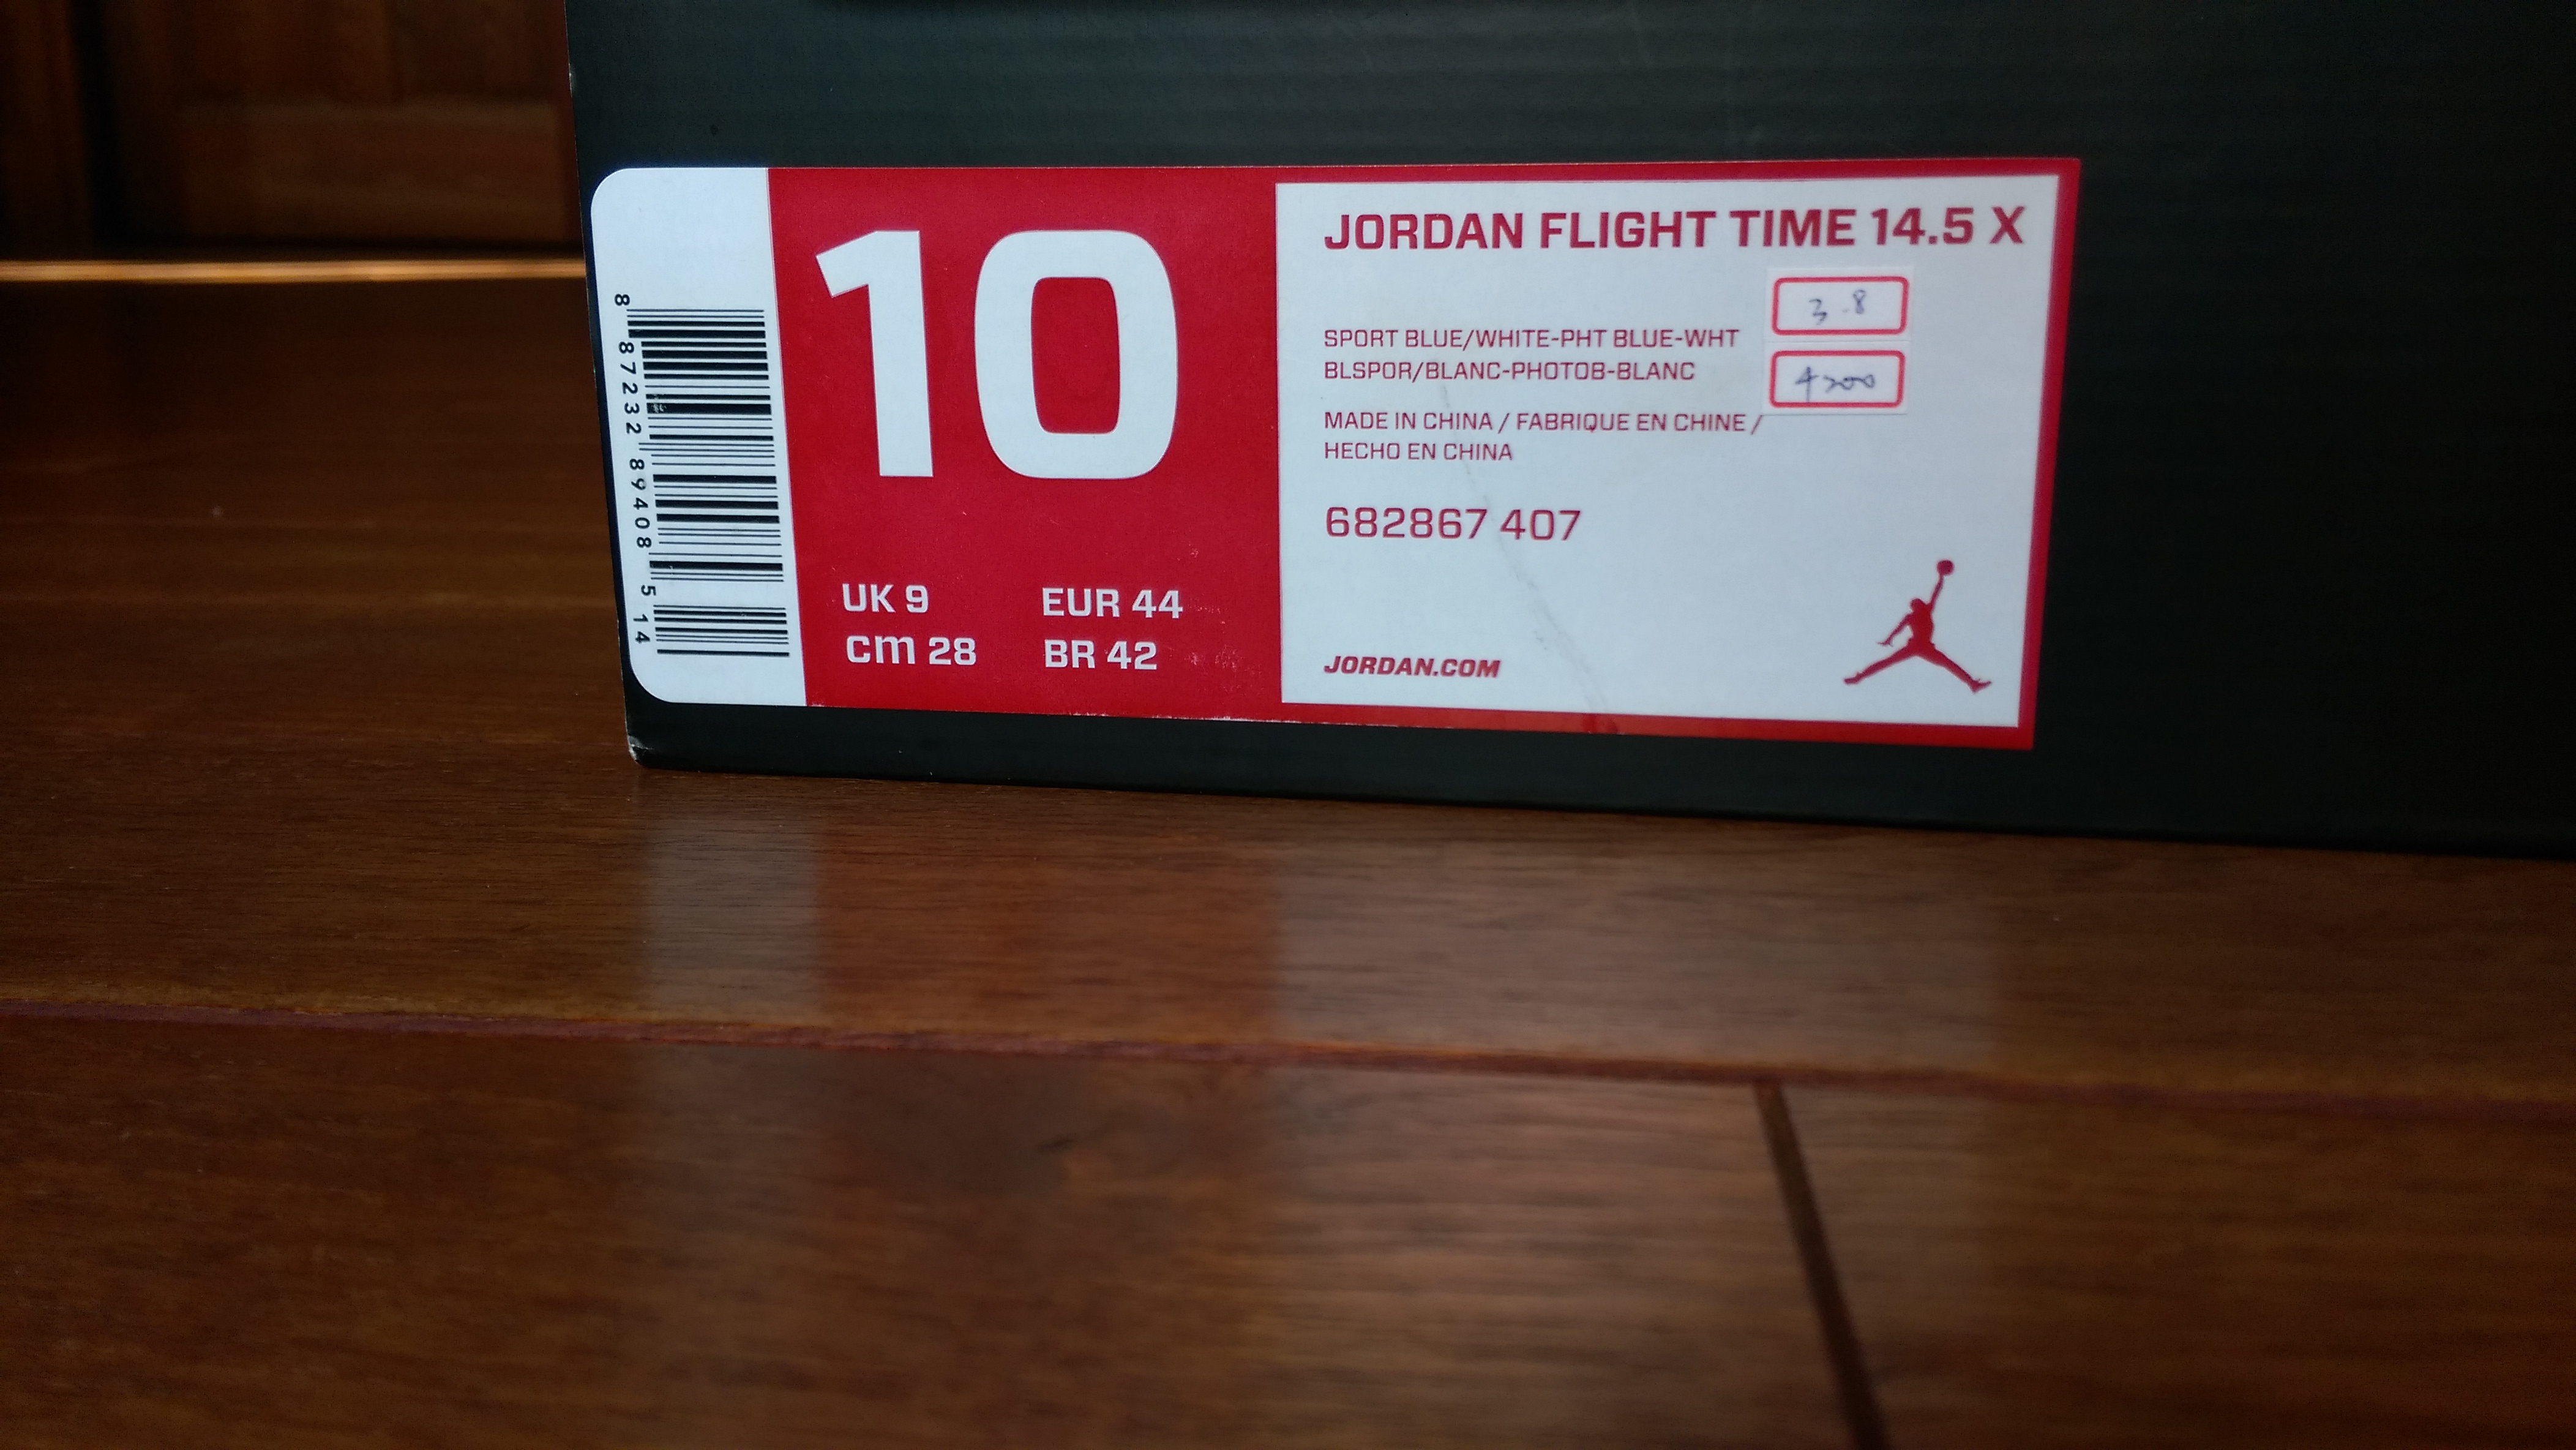 8 87232 89408 5 14
10
UK 9 EUR 44
cm 28 BR 42
JORDAN FLIGHT TIME 14.5 X
3.8
SPORT BLUE/WHITE-PHT BLUE-WHT
BLSPOR/BLANC-PHOTOB-BLANC
4200
MADE IN CHINA / FABRIQUE EN CHINE /
HECHO EN CHINA
682867 407
JORDAN.COM